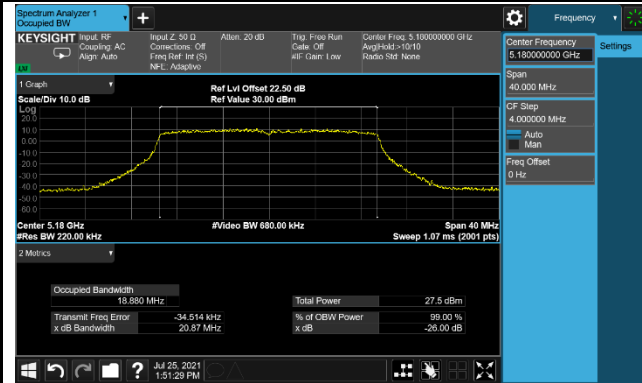 Spectrum Analyzer 1
Occupied BW
+
Frequency
KEYSIGHT
Input: RF
Coupling: AC
Align: Auto
Input Z: 50 Ω
Corrections: Off
Freq Ref: Int (S)
NFE: Adaptive
Atten: 20 dB
Trig: Free Run
Gate: Off
#IF Gain: Low
Center Freq: 5.180000000 GHz
Avg|Hold:>10/10
Radio Std: None
Center Frequency
5.180000000 GHz
Settings
Span
40.000 MHz
CF Step
4.000000 MHz
Auto
Man
Freq Offset
0 Hz
1 Graph
Scale/Div 10.0 dB
Ref Lvl Offset 22.50 dB
Ref Value 30.00 dBm
Log
20.0
10.0
0.00
-10.0
-20.0
-30.0
-40.0
-50.0
-60.0
Center 5.18 GHz
#Video BW 680.00 kHz
Span 40 MHz
#Res BW 220.00 kHz
Sweep 1.07 ms (2001 pts)
2 Metrics
Occupied Bandwidth
18.880 MHz
Total Power
27.5 dBm
Transmit Freq Error
-34.514 kHz
% of OBW Power
99.00 %
x dB Bandwidth
20.87 MHz
x dB
-26.00 dB
?
Jul 25, 2021
1:51:29 PM